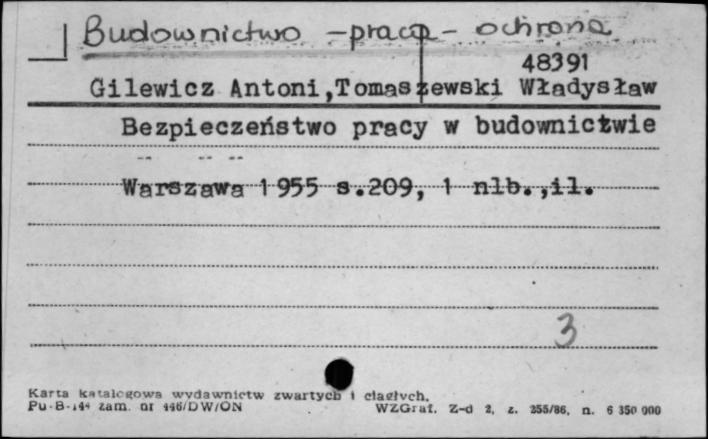 Budownictwo - praca - ochrona
48391
Gilewicz Antoni,Tomaszewski Władysław
Bezpieczeństwo pracy w budownictwie
Warszawa 1955 s.209, 1 nlb.,il.
3
Karta katalogowa wydawnictw zwartych i ciągłych.
Pu-B-144 zam. nr 446/DW/ON WZGraf. Z-d 2, z. 255/86, n. 6 350 000